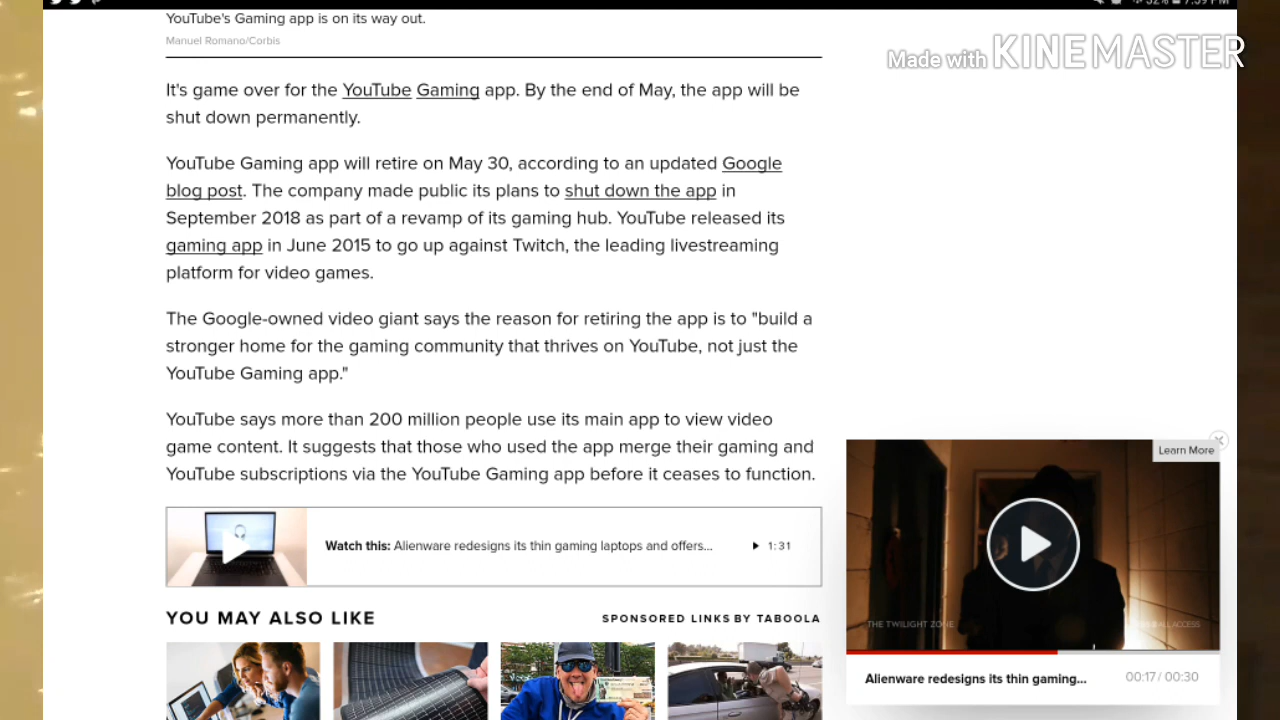 YouTube's Gaming app is on its way out.
Manuel Romano/Corbis
Made with KINEMASTER
It's game over for the YouTube Gaming app. By the end of May, the app will be
shut down permanently.
YouTube Gaming app will retire on May 30, according to an updated Google
blog post. The company made public its plans to shut down the app in
September 2018 as part of a revamp of its gaming hub. YouTube released its
gaming app in June 2015 to go up against Twitch, the leading livestreaming
platform for video games.
The Google-owned video giant says the reason for retiring the app is to "build a
stronger home for the gaming community that thrives on YouTube, not just the
YouTube Gaming app."
YouTube says more than 200 million people use its main app to view video
game content. It suggests that those who used the app merge their gaming and
YouTube subscriptions via the YouTube Gaming app before it ceases to function.
Watch this: Alienware redesigns its thin gaming laptops and offers... 1:31
YOU MAY ALSO LIKE
SPONSORED LINKS BY TABOOLA
Learn More
THE TWILIGHT ZONE
ALL ACCESS
Alienware redesigns its thin gaming...
00:17 / 00:30